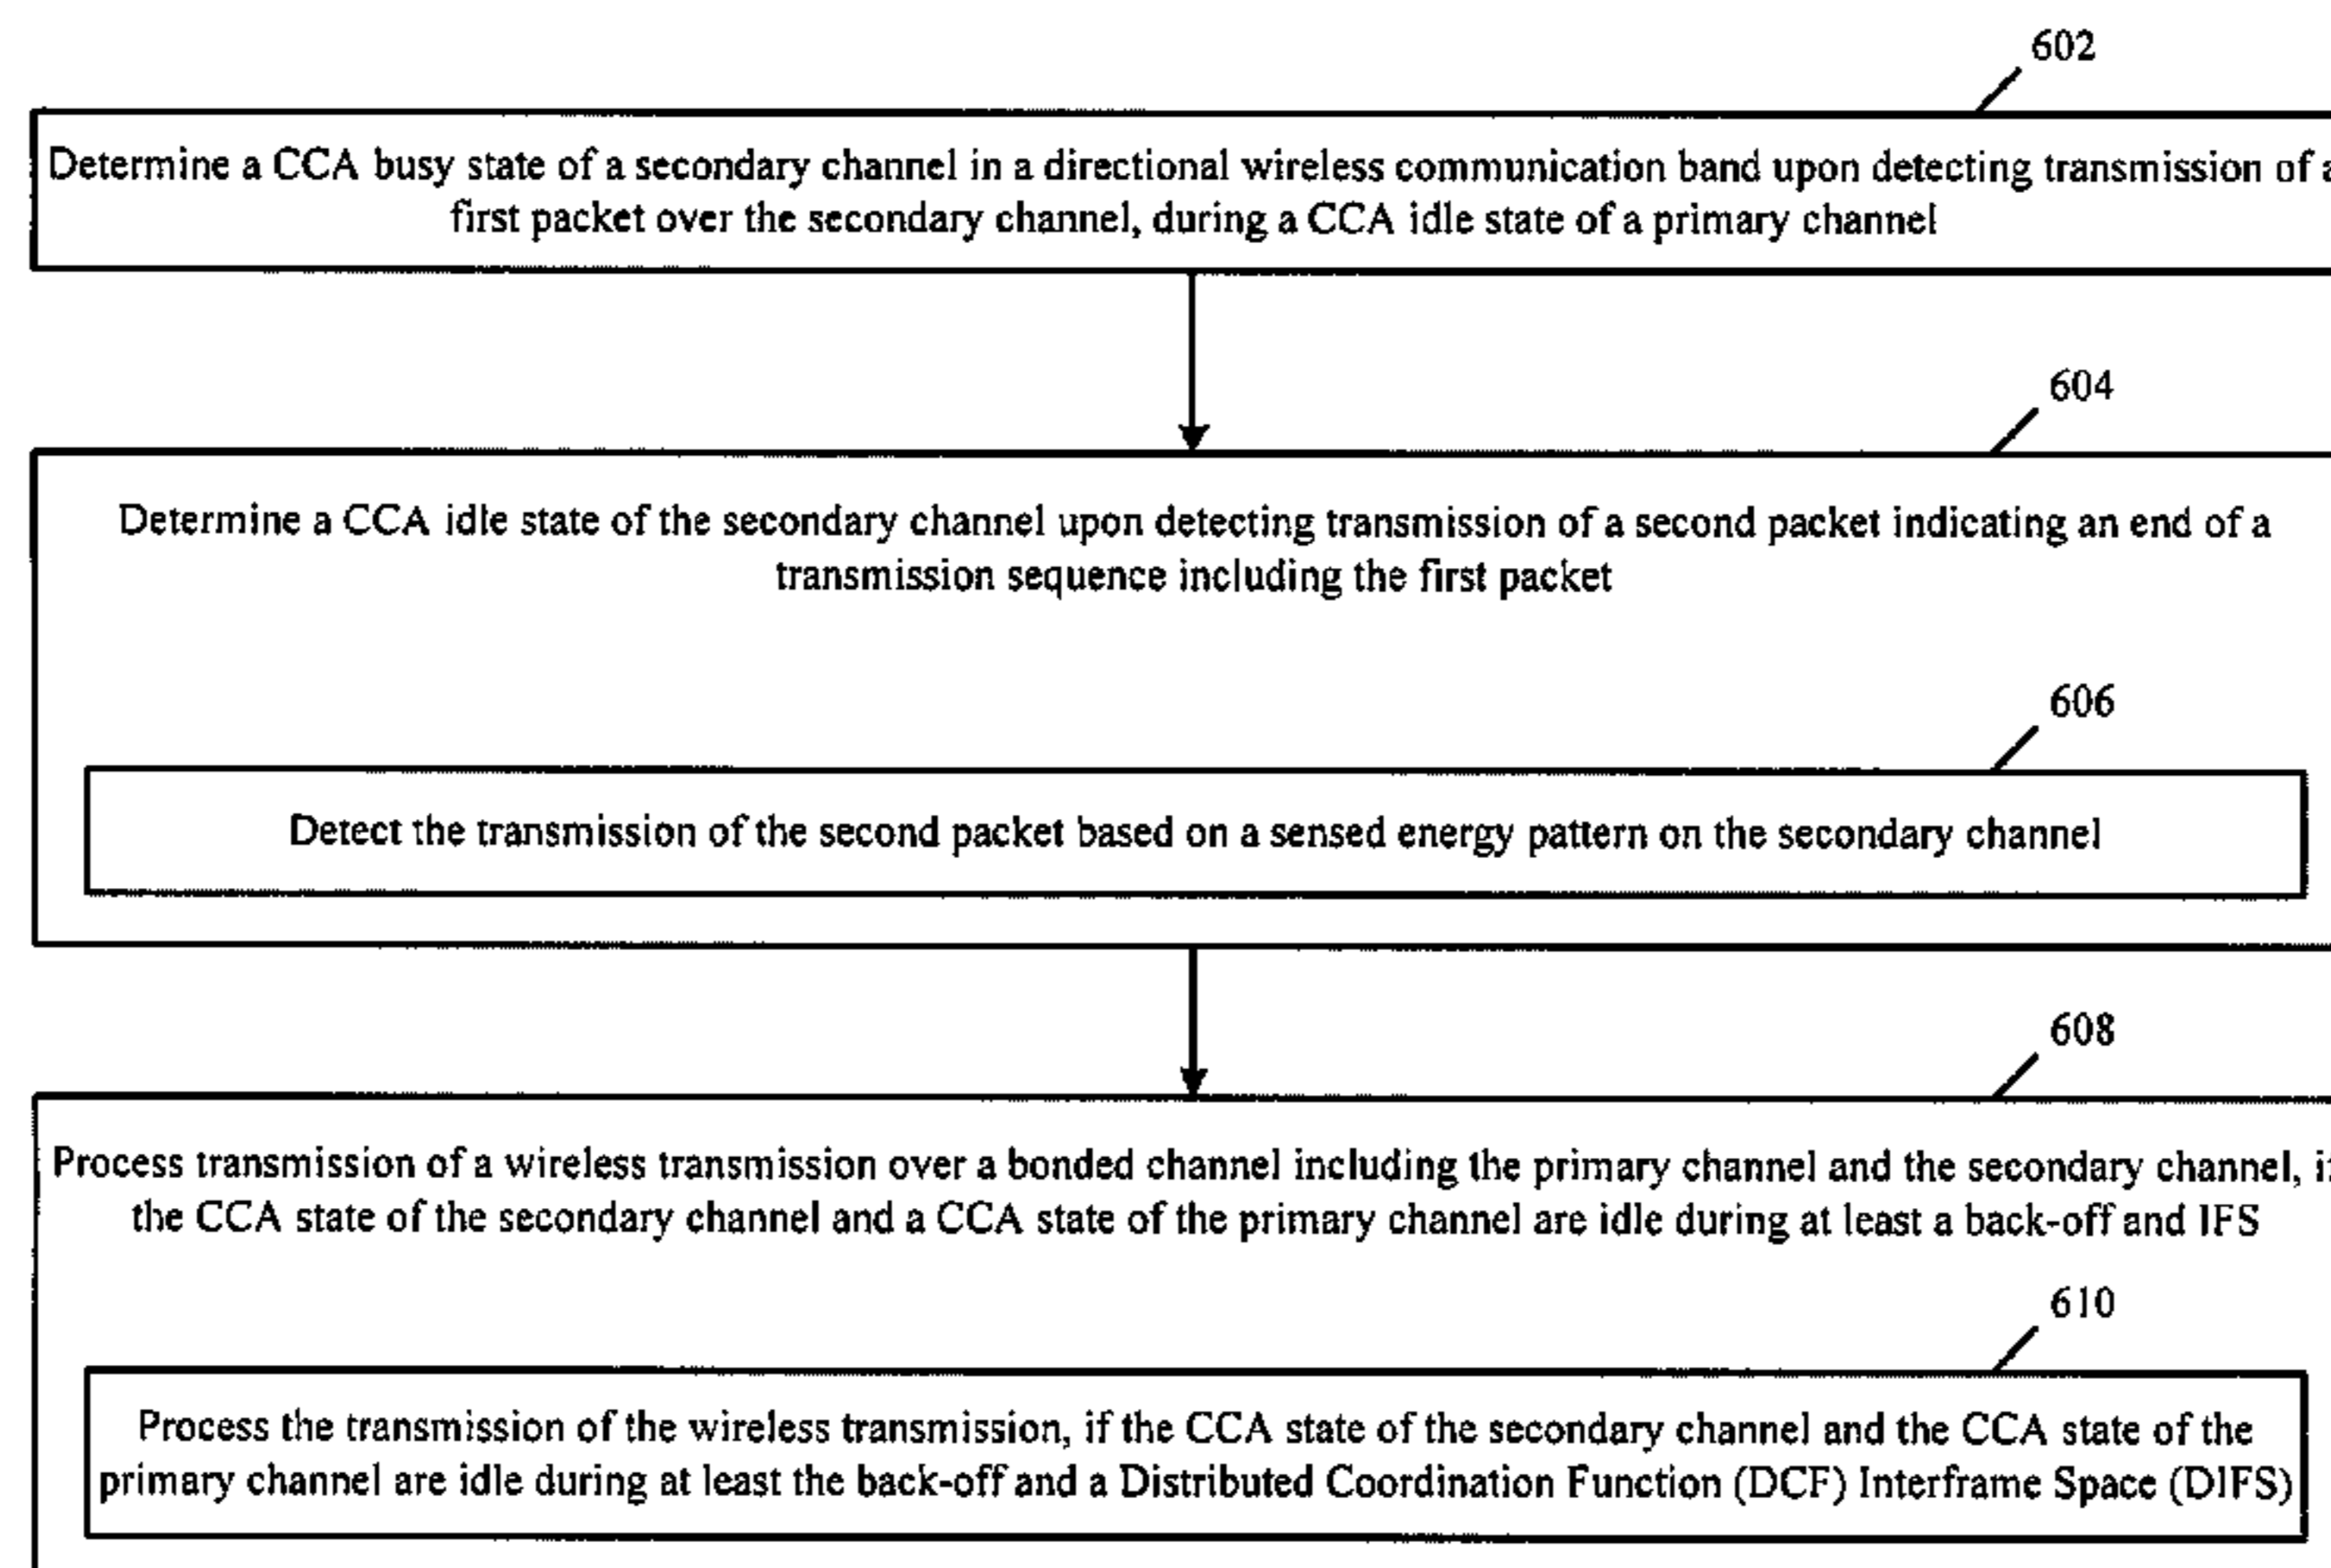 602
Determine a CCA busy state of a secondary channel in a directional wireless communication band upon detecting transmission of a
first packet over the secondary channel, during a CCA idle state of a primary channel
604
Determine a CCA idle state of the secondary channel upon detecting transmission of a second packet indicating an end of a
transmission sequence including the first packet
606
Detect the transmission of the second packet based on a sensed energy pattern on the secondary channel
608
Process transmission of a wireless transmission over a bonded channel including the primary channel and the secondary channel, if
the CCA state of the secondary channel and a CCA state of the primary channel are idle during at least a back-off and IFS
610
Process the transmission of the wireless transmission, if the CCA state of the secondary channel and the CCA state of the
primary channel are idle during at least the back-off and a Distributed Coordination Function (DCF) Interframe Space (DIFS)